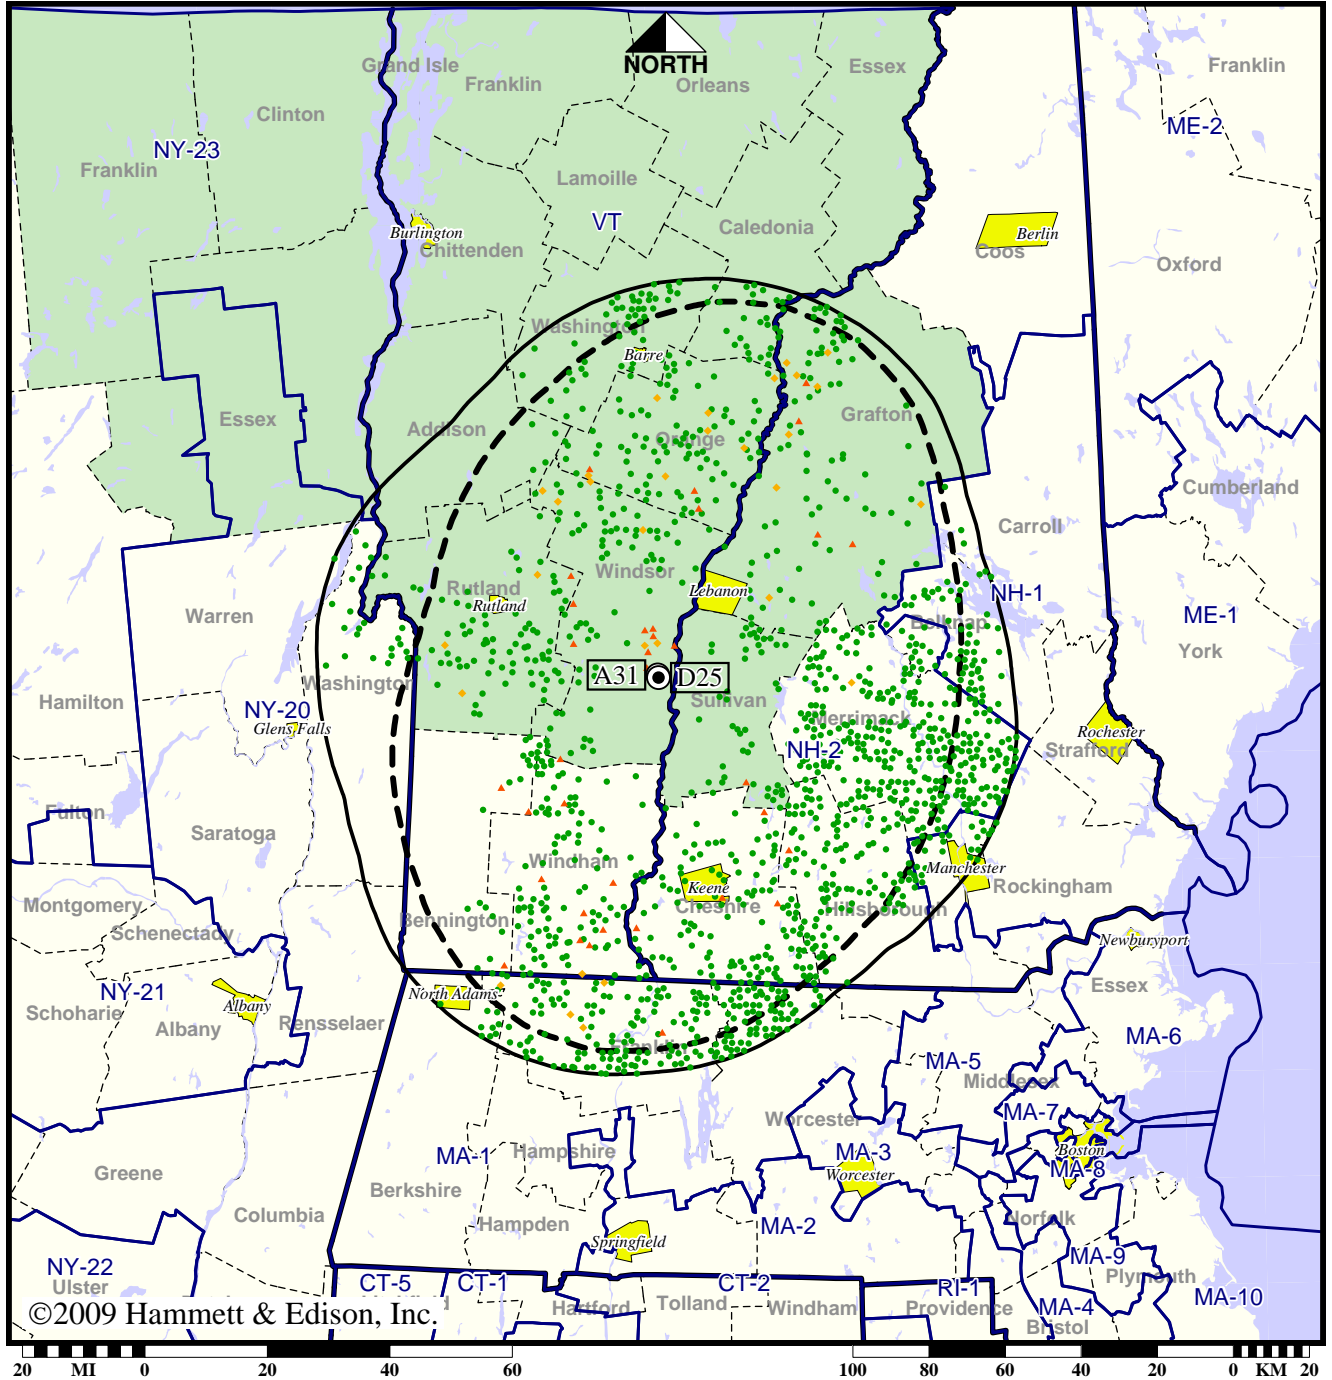 NORTH
Grand Isle
Franklin
Orleans
Essex
Franklin
Clinton
ME-2
NY-23
Franklin
Lamoille
VT
Caledonia
Burlington
Chittenden
Berlin
Coos
Oxford
Washington
Barre
Essex
Addison
Orange
Grafton
Cumberland
Carroll
Windsor
Rutland
Rutland
Lebanon
NH-1
Warren
Belknap
ME-1
York
A31
D25
Washington
Hamilton
Sullivan
NY-20
Merrimack
Glens Falls
Rochester
NH-2
Strafford
Fulton
Saratoga
Windham
Manchester
Keene
Rockingham
Montgomery
Cheshire
Hillsborough
Bennington
Schenectady
Newburyport
NY-21
North Adams
Essex
Albany
Schoharie
Albany
Rensselaer
MA-6
Franklin
MA-5
Middlesex
MA-7
Worcester
Hampshire
MA-1
MA-3
Boston
MA-8
Greene
Worcester
Berkshire
Columbia
Hampden
MA-2
Norfolk
Springfield
MA-9
NY-22
Plymouth
Ulster
CT-5
CT-1
CT-2
RI-1
MA-10
Hartford
Tolland
Windham
Providence
MA-4
Bristol
©2009 Hammett & Edison, Inc.
20 MI 0 20 40 60 100 80 60 40 20 0 KM 20